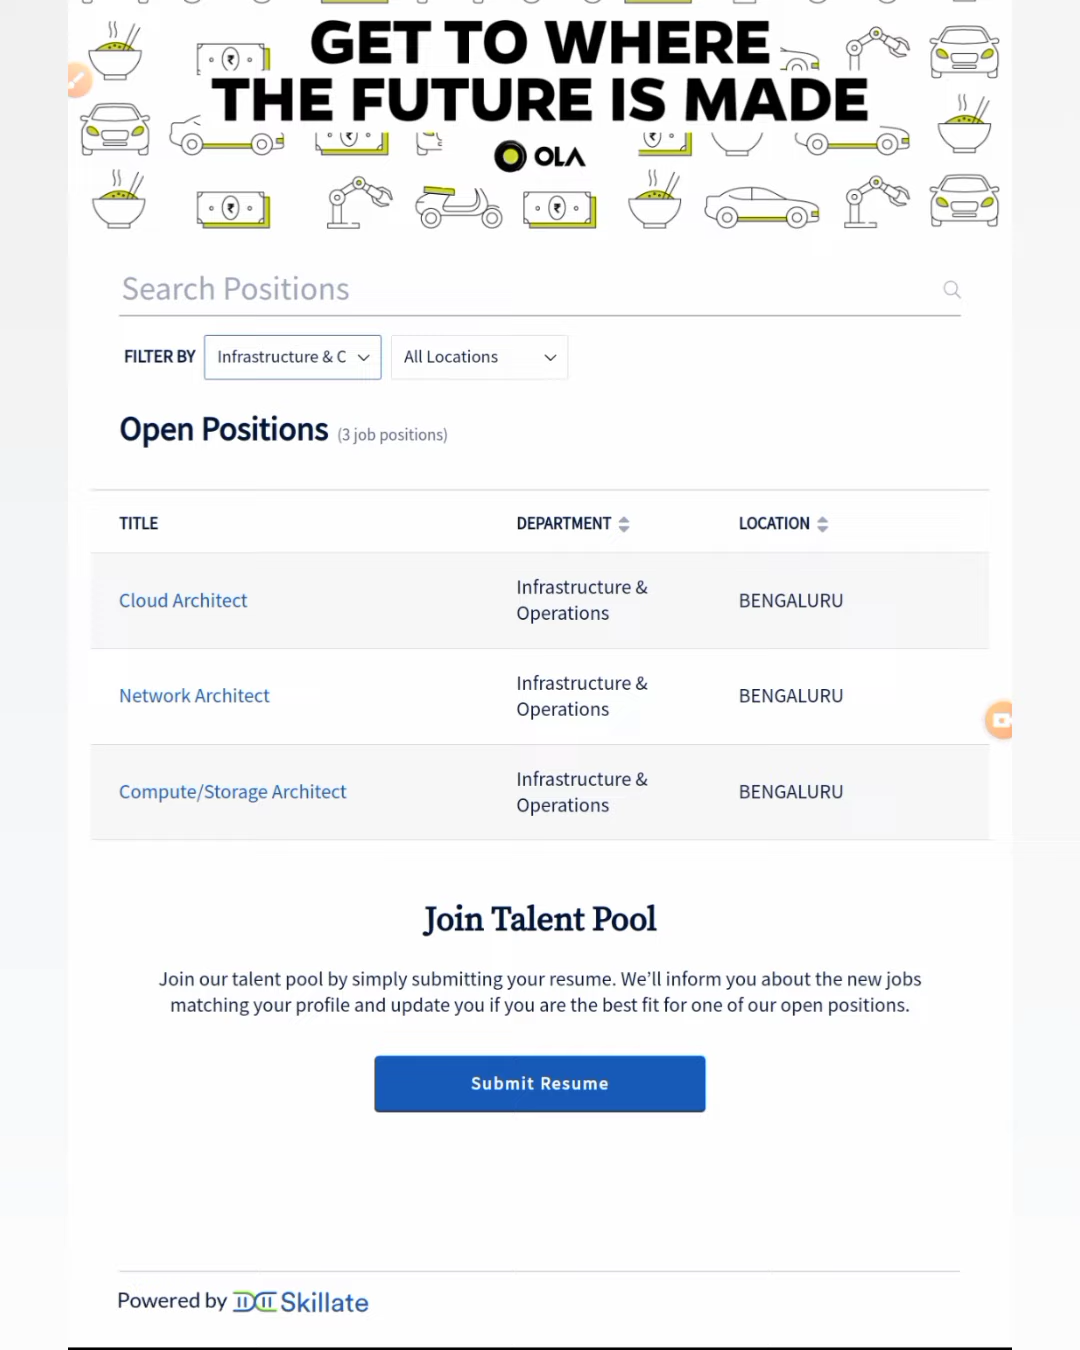 GET TO WHERE
THE FUTURE IS MADE
OLA
Search Positions
FILTER BY Infrastructure & C All Locations
Open Positions (3 job positions)
TITLE DEPARTMENT LOCATION
Cloud Architect Infrastructure & Operations BENGALURU
Network Architect Infrastructure & Operations BENGALURU
Compute/Storage Architect Infrastructure & Operations BENGALURU
Join Talent Pool
Join our talent pool by simply submitting your resume. We’ll inform you about the new jobs
matching your profile and update you if you are the best fit for one of our open positions.
Submit Resume
Powered by Skillate